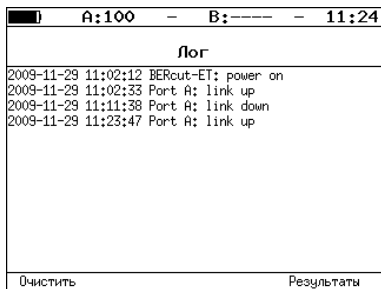 A:100 – B:---- – 11:24
Лог
2009-11-29 11:02:12 BERcut-ET: power on
2009-11-29 11:02:33 Port A: link up
2009-11-29 11:11:38 Port A: link down
2009-11-29 11:23:47 Port A: link up
Очистить Результаты